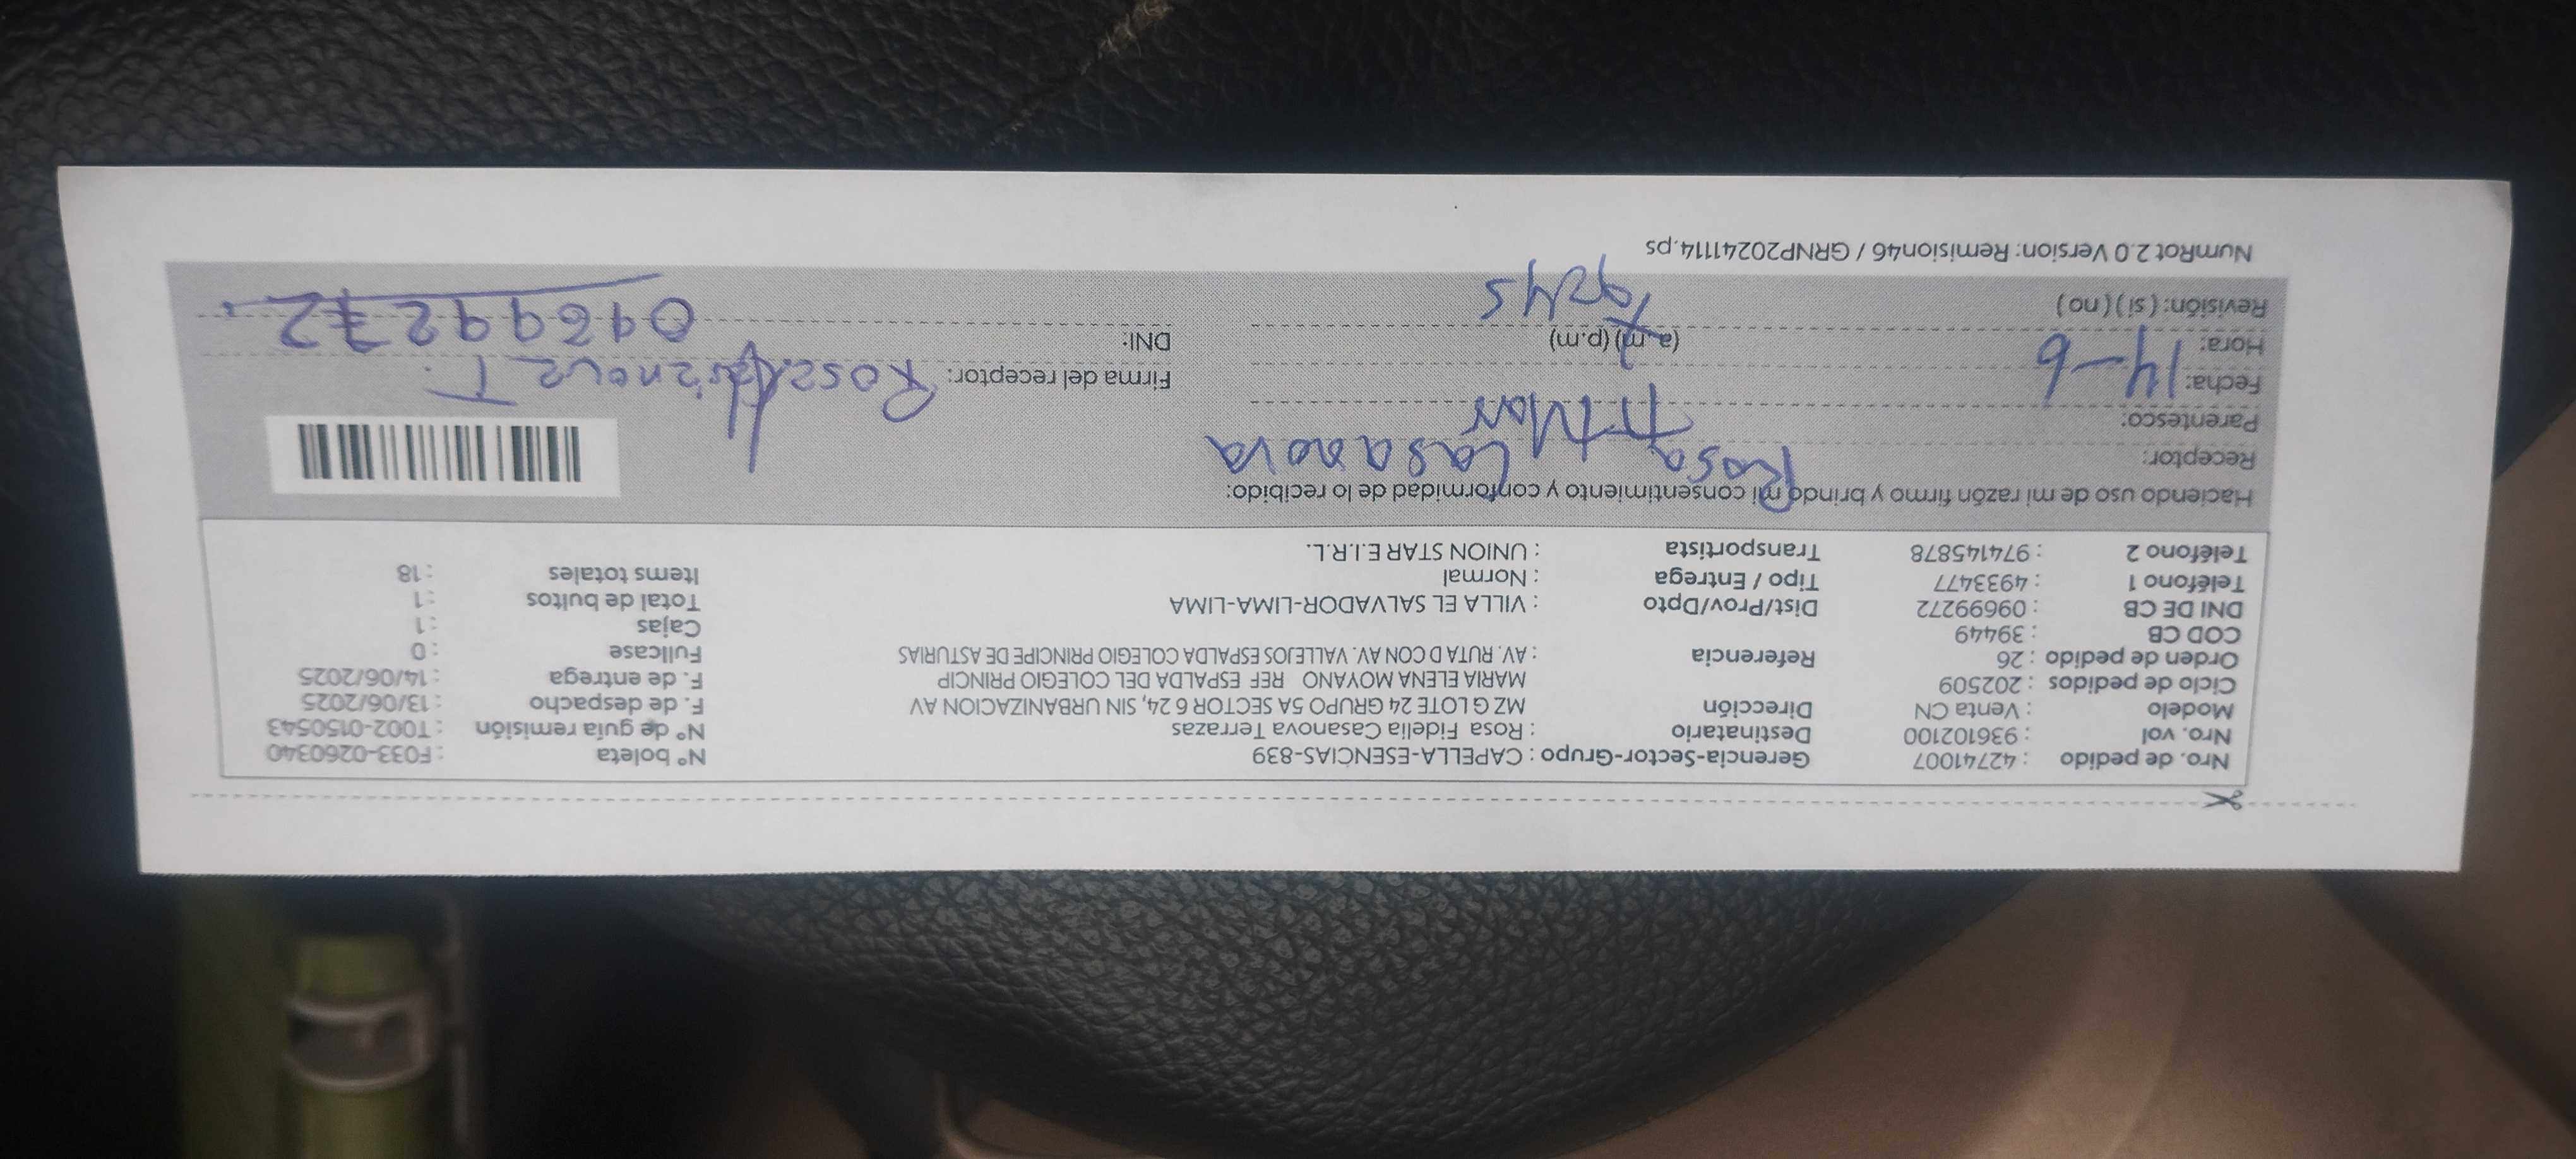 Nro. de pedido : 42741007 Gerencia-Sector-Grupo : CAPELLA-ESENCIAS-839 Nº boleta : F033-0260340
Nro. vol : 936102100 Destinatario : Rosa Fidelia Casanova Terrazas Nº de guía remisión : T002-0150543
Modelo : Venta CN Dirección MZ G LOTE 24 GRUPO 5A SECTOR 6 24, SIN URBANIZACION AV F. de despacho : 13/06/2025
Ciclo de pedidos : 202509 MARIA ELENA MOYANO REF ESPALDA DEL COLEGIO PRINCIP F. de entrega : 14/06/2025
Orden de pedido : 26 Referencia : AV. RUTA D CON AV. VALLEJOS ESPALDA COLEGIO PRINCIPE DE ASTURIAS Fullcase : 0
COD CB : 39449 Cajas : 1
DNI DE CB : 09699272 Dist/Prov/Dpto : VILLA EL SALVADOR-LIMA-LIMA Total de bultos : 1
Teléfono 1 : 4933477 Tipo / Entrega : Normal Items totales : 18
Teléfono 2 : 974145878 Transportista : UNION STAR E.I.R.L.
Haciendo uso de mi razón firmo y brindo mi consentimiento y conformidad de lo recibido:
Receptor: Rosa Casanova
Parentesco: Titular
Fecha: 14-6 Firma del receptor: Rosa Casanova T.
Hora: (a.m) (p.m) DNI: 09699272
Revisión: (si) (no)
NumRot 2.0 Version: Remision46 / GRNP20241114.ps